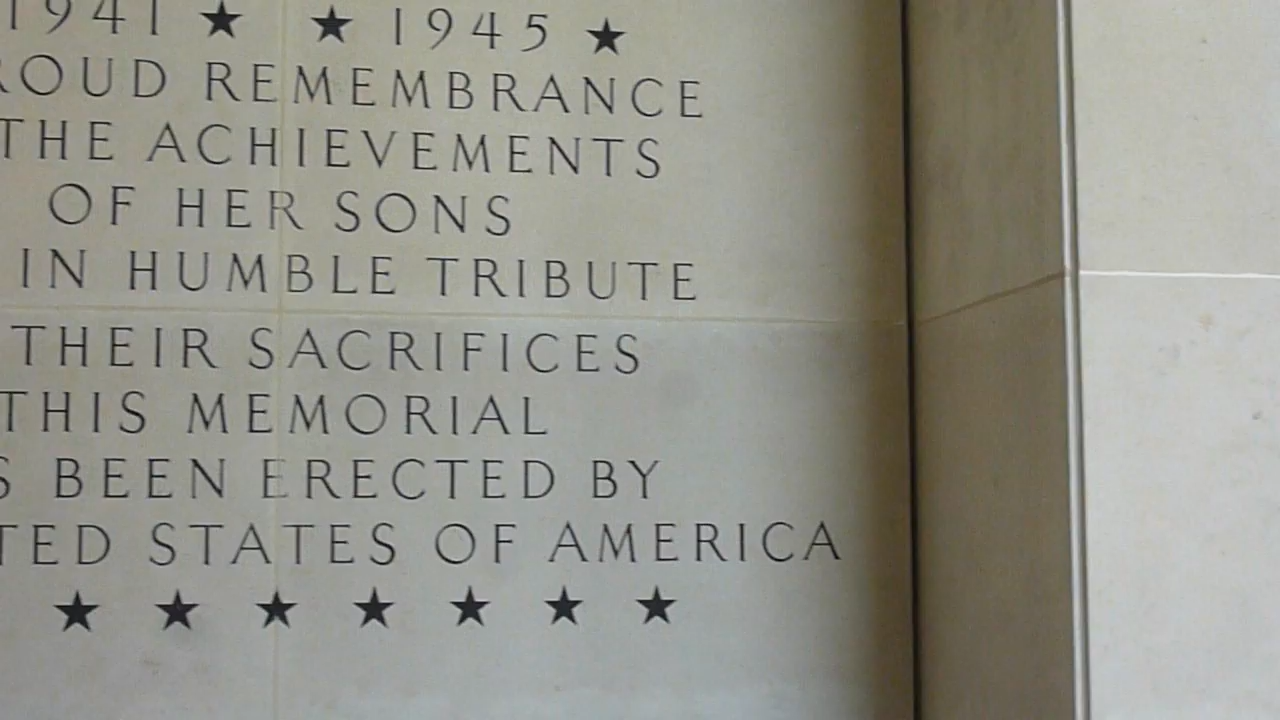 1941 ★ ★ 1945 ★
ROUD REMEMBRANCE
THE ACHIEVEMENTS
OF HER SONS
IN HUMBLE TRIBUTE
THEIR SACRIFICES
THIS MEMORIAL
S BEEN ERECTED BY
TED STATES OF AMERICA
★ ★ ★ ★ ★ ★ ★